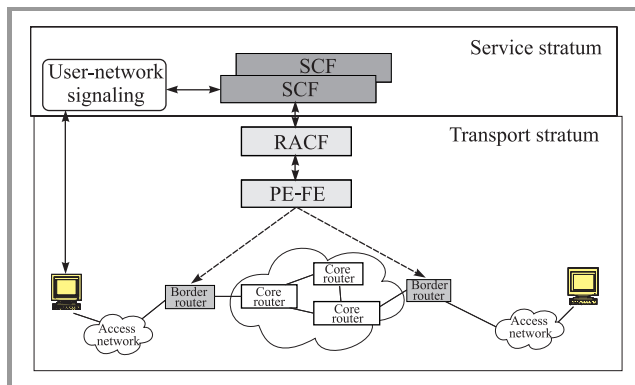 Service stratum
SCF
User-network
signaling
SCF
Transport stratum
RACF
PE-FE
Border
router
Core
router
Core
router
Core
router
Border
router
Access
network
Access
network